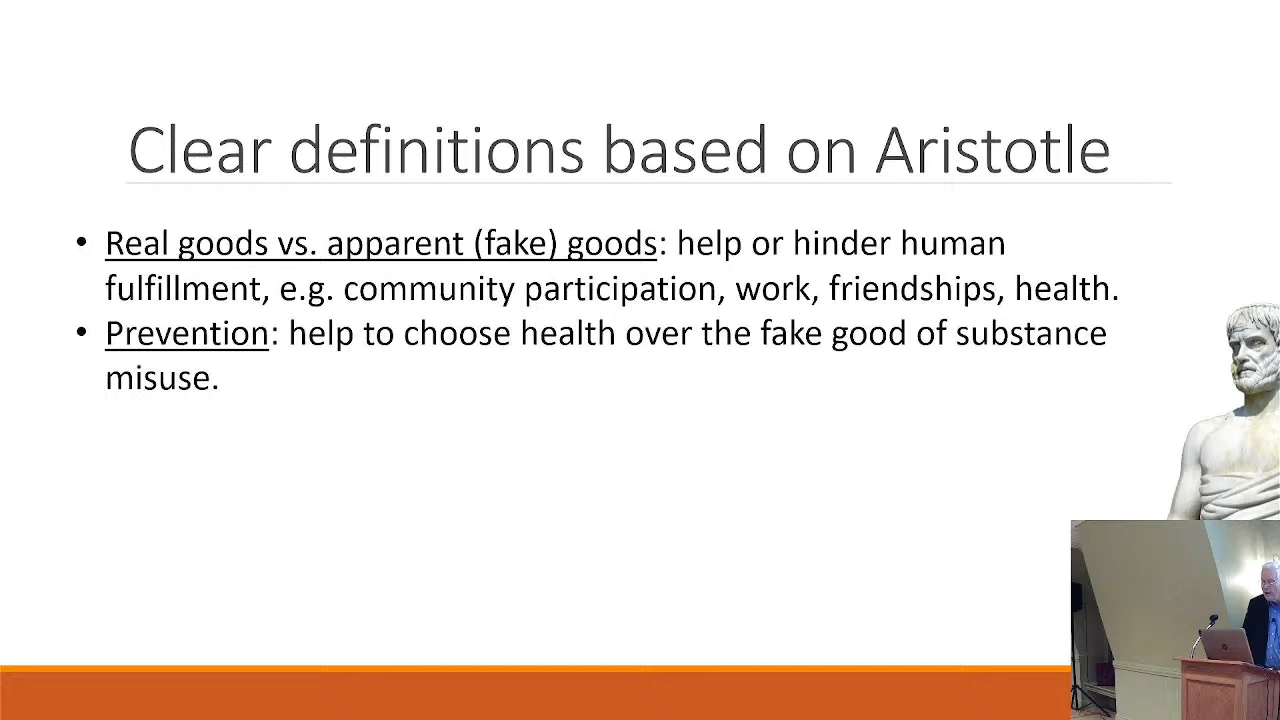 Clear definitions based on Aristotle
• Real goods vs. apparent (fake) goods: help or hinder human
fulfillment, e.g. community participation, work, friendships, health.
• Prevention: help to choose health over the fake good of substance
misuse.